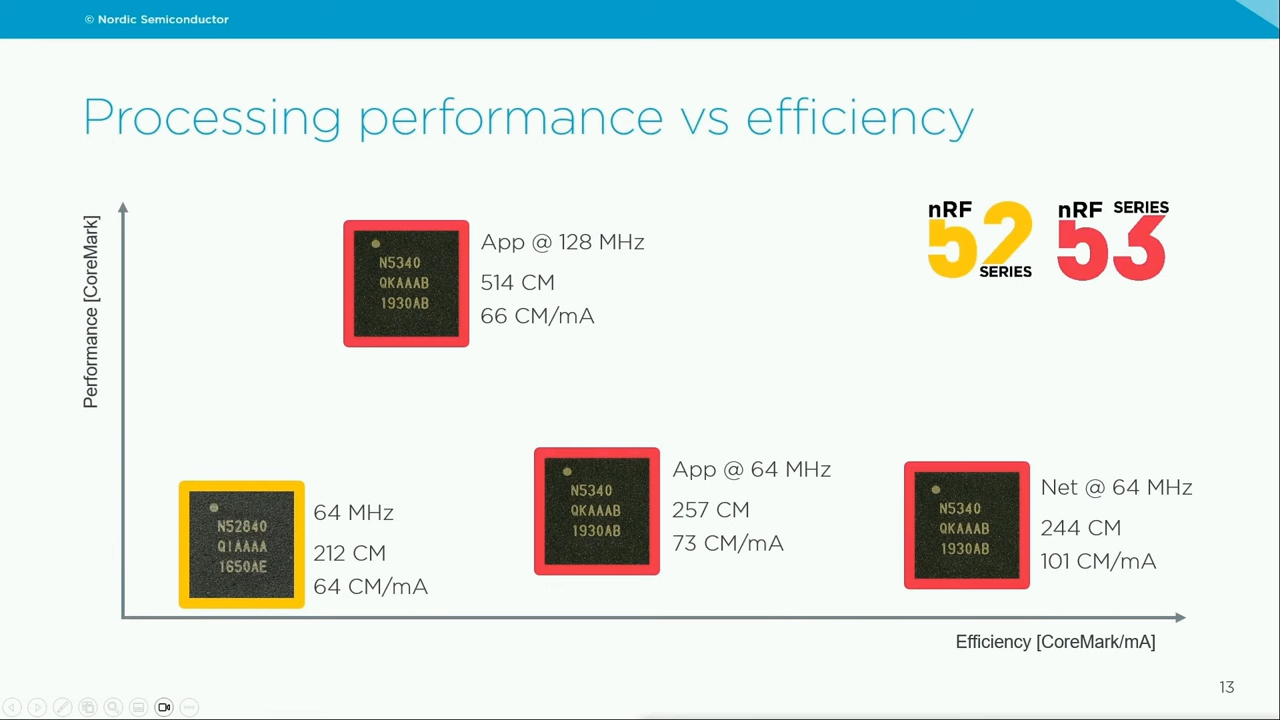 © Nordic Semiconductor
Processing performance vs efficiency
Performance [CoreMark]
nRF 52 SERIES
nRF 53 SERIES
N5340
QKAAAB
1930AB
App @ 128 MHz
514 CM
66 CM/mA
N52840
QIAAAA
1650AE
64 MHz
212 CM
64 CM/mA
N5340
QKAAAB
1930AB
App @ 64 MHz
257 CM
73 CM/mA
N5340
QKAAAB
1930AB
Net @ 64 MHz
244 CM
101 CM/mA
Efficiency [CoreMark/mA]
13